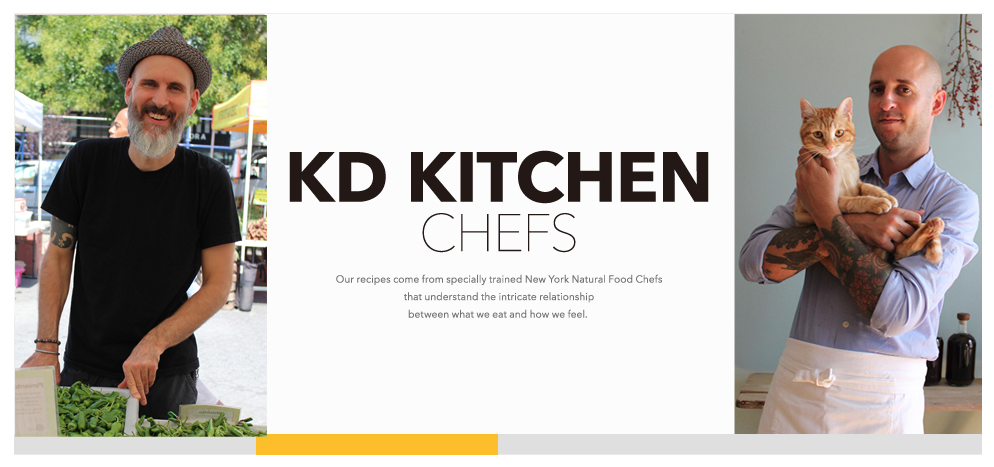 KD KITCHEN
CHEFS
Our recipes come from specially trained New York Natural Food Chefs
that understand the intricate relationship
between what we eat and how we feel.